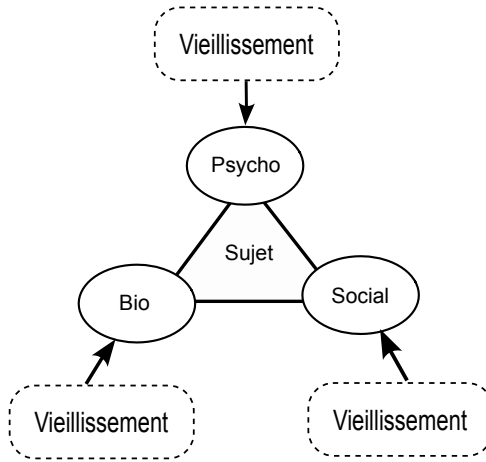 Vieillissement
Psycho
Sujet
Bio
Social
Vieillissement
Vieillissement